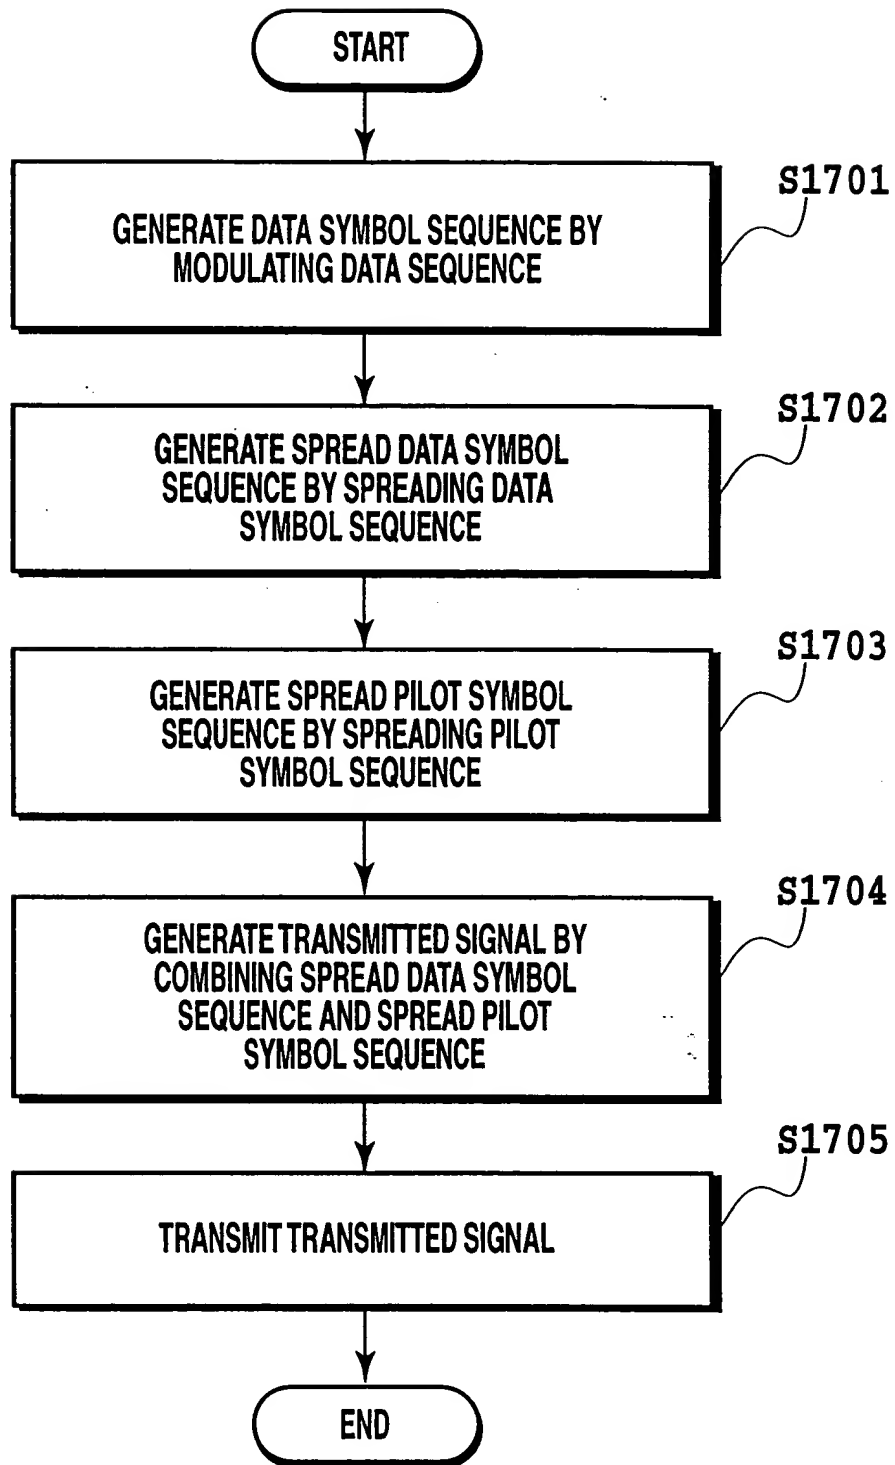 START
S1701
GENERATE DATA SYMBOL SEQUENCE BY
MODULATING DATA SEQUENCE
S1702
GENERATE SPREAD DATA SYMBOL
SEQUENCE BY SPREADING DATA
SYMBOL SEQUENCE
S1703
GENERATE SPREAD PILOT SYMBOL
SEQUENCE BY SPREADING PILOT
SYMBOL SEQUENCE
S1704
GENERATE TRANSMITTED SIGNAL BY
COMBINING SPREAD DATA SYMBOL
SEQUENCE AND SPREAD PILOT
SYMBOL SEQUENCE
S1705
TRANSMIT TRANSMITTED SIGNAL
END